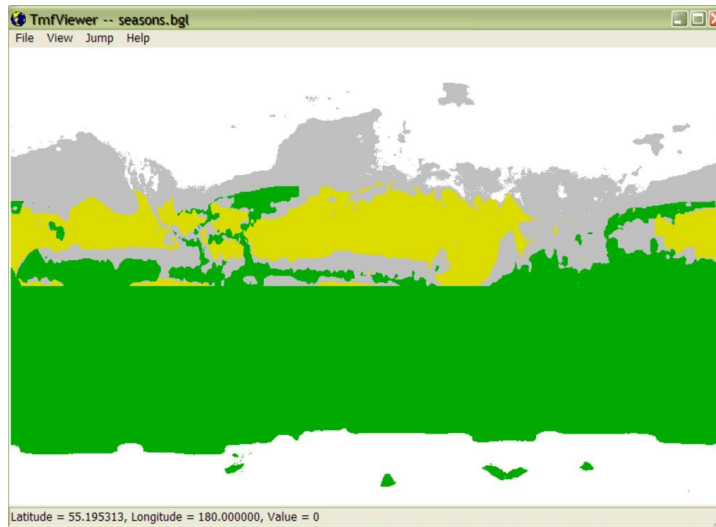 TmfViewer -- seasons.bgl
File View Jump Help
Latitude = 55.195313, Longitude = 180.000000, Value = 0